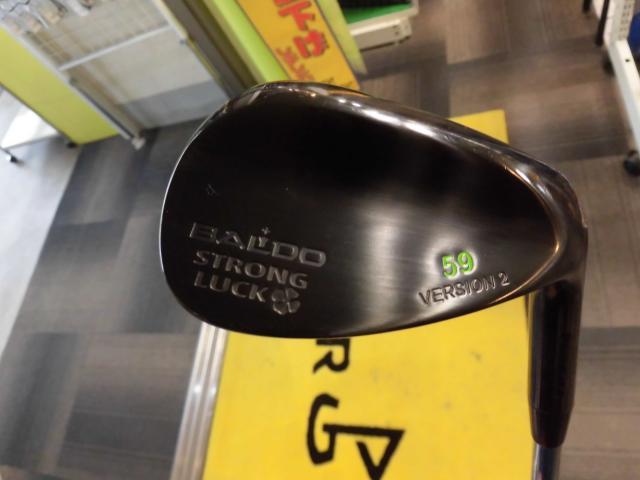 BALDO
STRONG
LUCK
59
VERSION 2